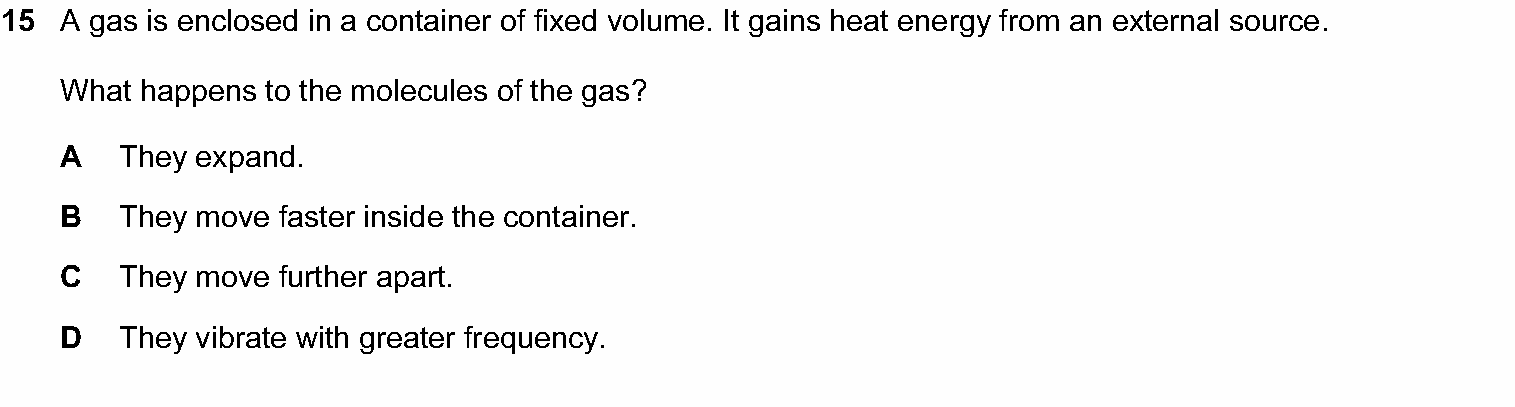 15 A gas is enclosed in a container of fixed volume. It gains heat energy from an external source.
What happens to the molecules of the gas?
A They expand.
B They move faster inside the container.
C They move further apart.
D They vibrate with greater frequency.